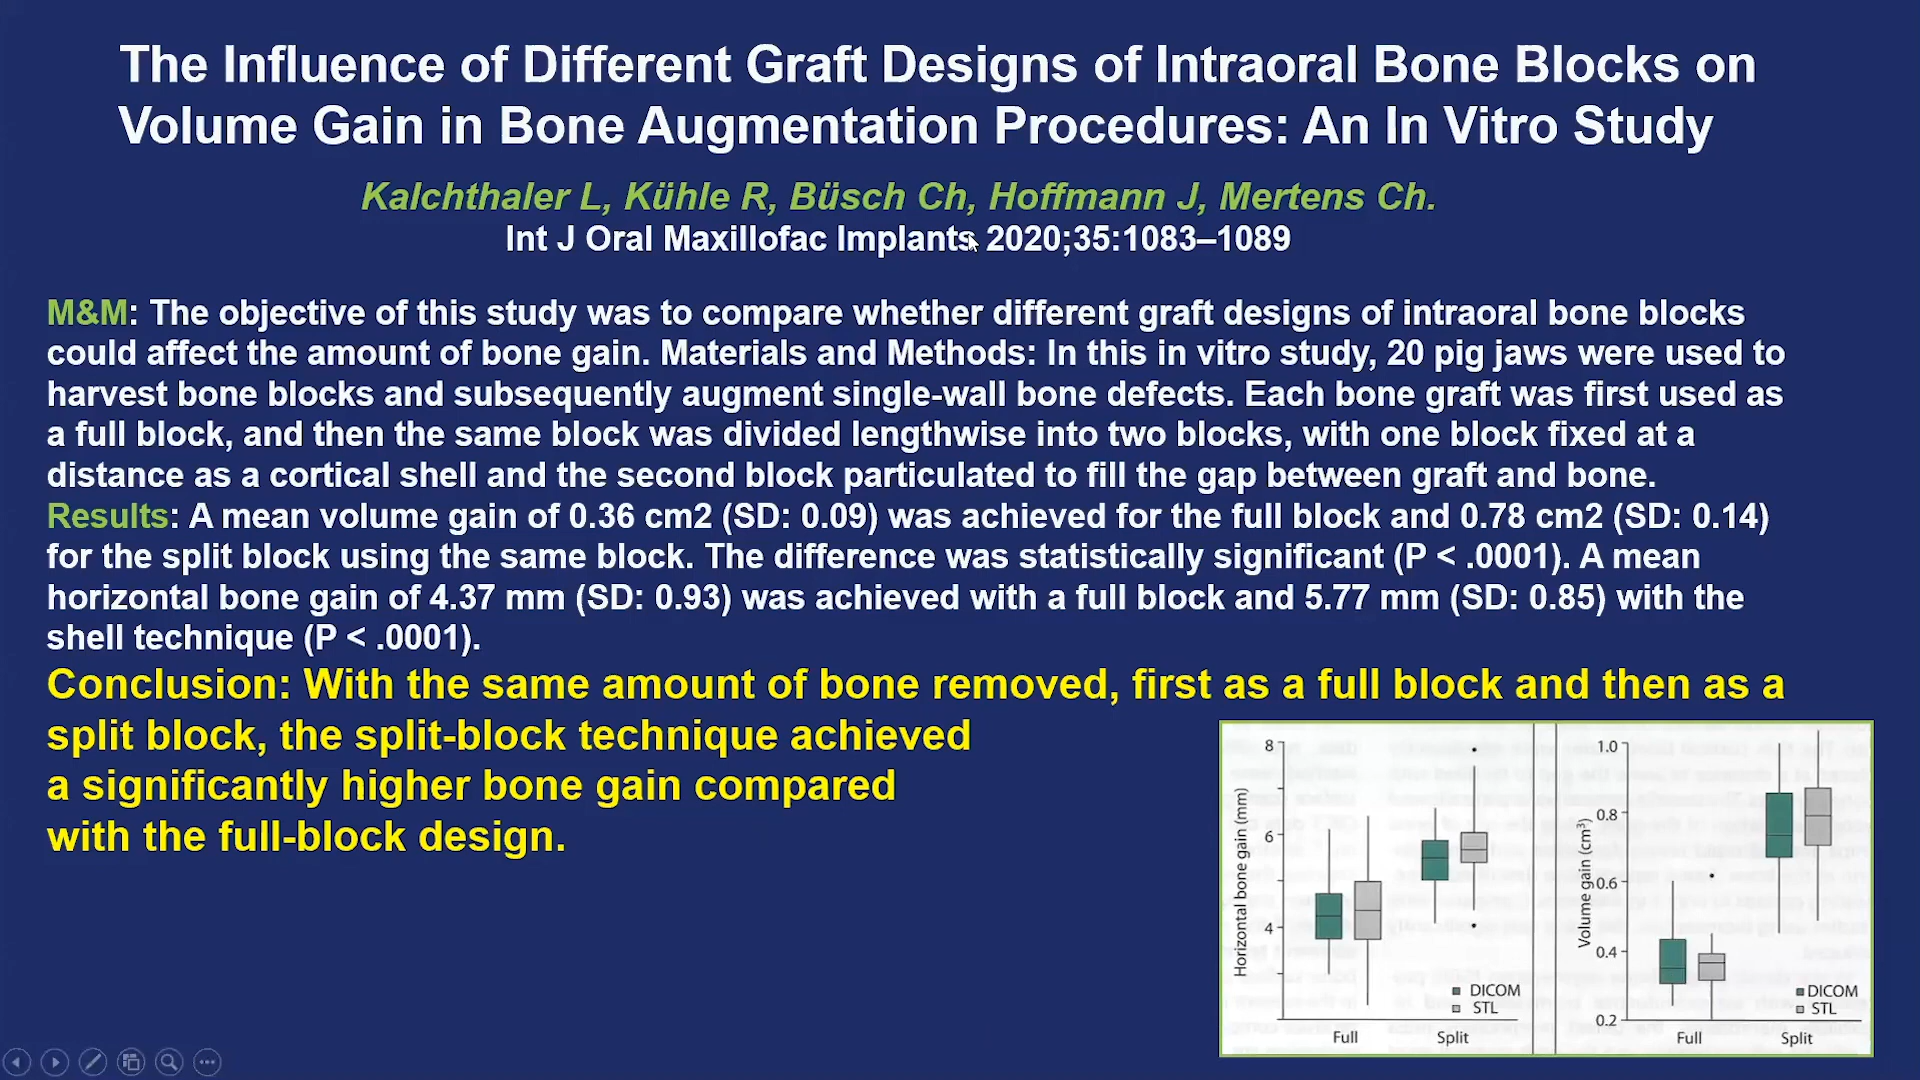 The Influence of Different Graft Designs of Intraoral Bone Blocks on
Volume Gain in Bone Augmentation Procedures: An In Vitro Study
Kalchthaler L, Kühle R, Büsch Ch, Hoffmann J, Mertens Ch.
Int J Oral Maxillofac Implants 2020;35:1083–1089
M&M: The objective of this study was to compare whether different graft designs of intraoral bone blocks
could affect the amount of bone gain. Materials and Methods: In this in vitro study, 20 pig jaws were used to
harvest bone blocks and subsequently augment single-wall bone defects. Each bone graft was first used as
a full block, and then the same block was divided lengthwise into two blocks, with one block fixed at a
distance as a cortical shell and the second block particulated to fill the gap between graft and bone.
Results: A mean volume gain of 0.36 cm2 (SD: 0.09) was achieved for the full block and 0.78 cm2 (SD: 0.14)
for the split block using the same block. The difference was statistically significant (P < .0001). A mean
horizontal bone gain of 4.37 mm (SD: 0.93) was achieved with a full block and 5.77 mm (SD: 0.85) with the
shell technique (P < .0001).
Conclusion: With the same amount of bone removed, first as a full block and then as a
split block, the split-block technique achieved
a significantly higher bone gain compared
with the full-block design.
Horizontal bone gain (mm)
8
6
4
DICOM
STL
Full Split
Volume gain (cm³)
1.0
0.8
0.6
0.4
0.2
DICOM
STL
Full Split